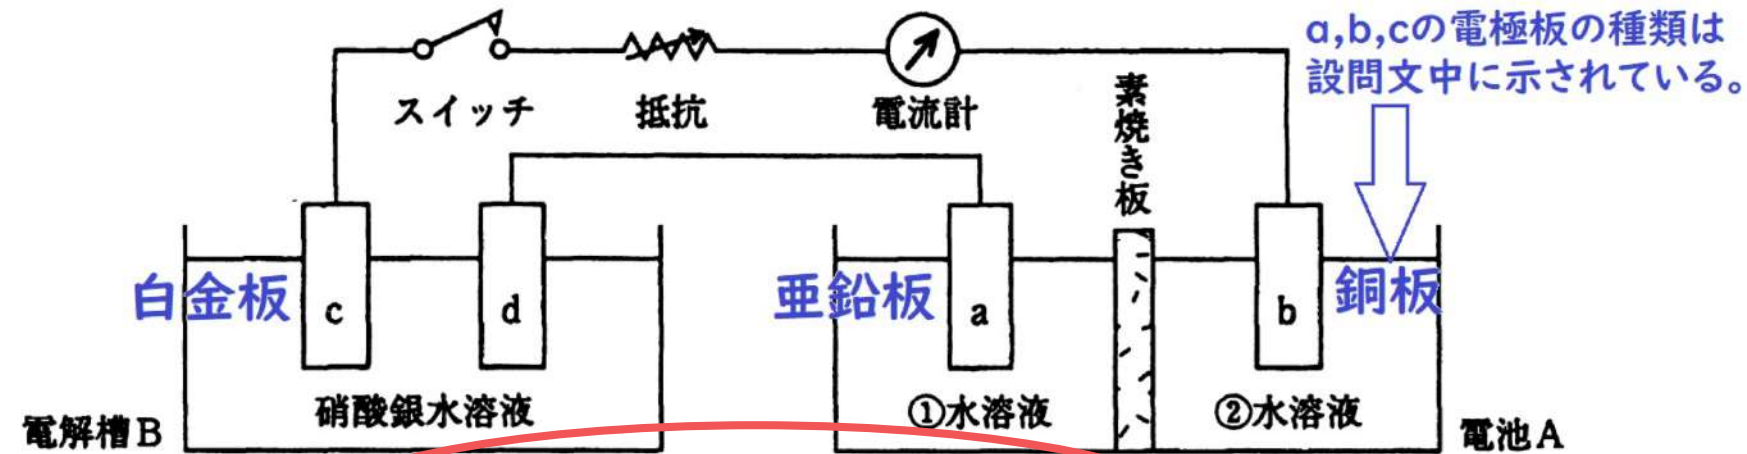 a,b,cの電極板の種類は
設問文中に示されている。
スイッチ
抵抗
電流計
素焼き板
白金板
c
d
亜鉛板
a
b
銅板
硝酸銀水溶液
①水溶液
②水溶液
電解槽B
電池A